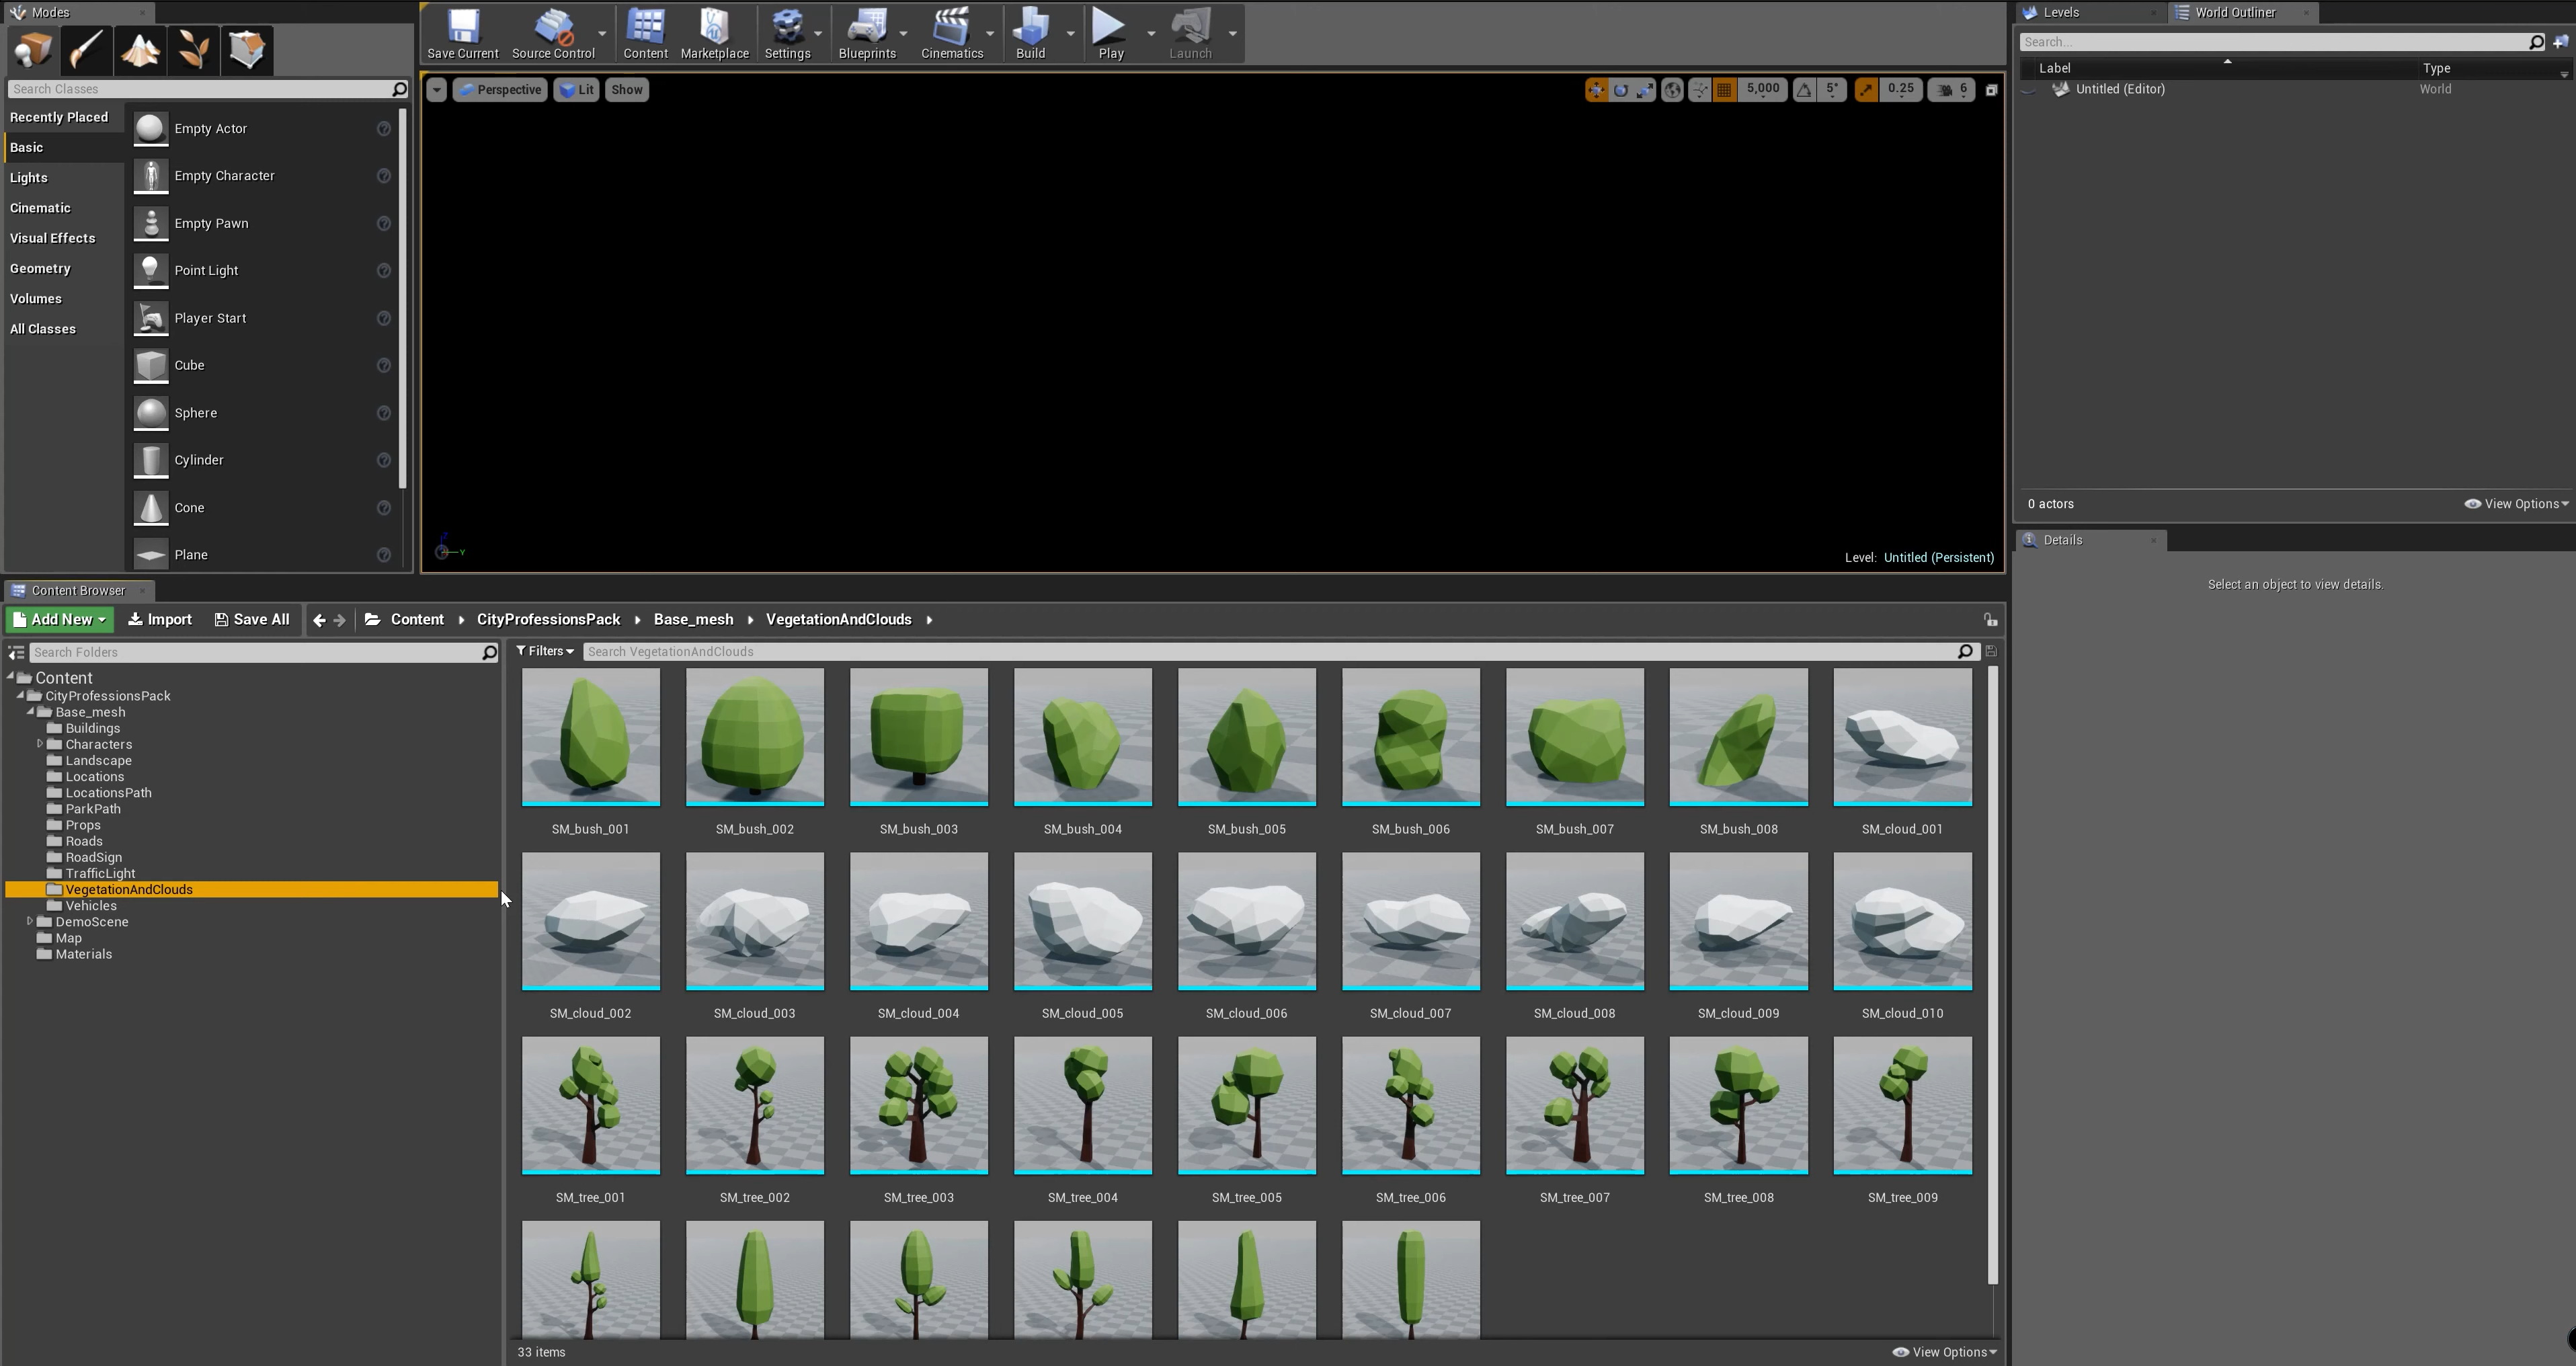 Modes
Save Current
Source Control
Content
Marketplace
Settings
Blueprints
Cinematics
Build
Play
Launch
Levels
World Outliner
Search...
Label
Type
Untitled (Editor)
World
Search Classes
Recently Placed
Basic
Lights
Cinematic
Visual Effects
Geometry
Volumes
All Classes
Empty Actor
Empty Character
Empty Pawn
Point Light
Player Start
Cube
Sphere
Cylinder
Cone
Plane
Perspective
Lit
Show
5,000
5°
0.25
6
Z
Y
Level: Untitled (Persistent)
0 actors
View Options
Details
Select an object to view details.
Content Browser
Add New
Import
Save All
Content
CityProfessionsPack
Base_mesh
VegetationAndClouds
Search Folders
Filters
Search VegetationAndClouds
Content
CityProfessionsPack
Base_mesh
Buildings
Characters
Landscape
Locations
LocationsPath
ParkPath
Props
Roads
RoadSign
TrafficLight
VegetationAndClouds
Vehicles
DemoScene
Map
Materials
SM_bush_001
SM_bush_002
SM_bush_003
SM_bush_004
SM_bush_005
SM_bush_006
SM_bush_007
SM_bush_008
SM_cloud_001
SM_cloud_002
SM_cloud_003
SM_cloud_004
SM_cloud_005
SM_cloud_006
SM_cloud_007
SM_cloud_008
SM_cloud_009
SM_cloud_010
SM_tree_001
SM_tree_002
SM_tree_003
SM_tree_004
SM_tree_005
SM_tree_006
SM_tree_007
SM_tree_008
SM_tree_009
33 items
View Options